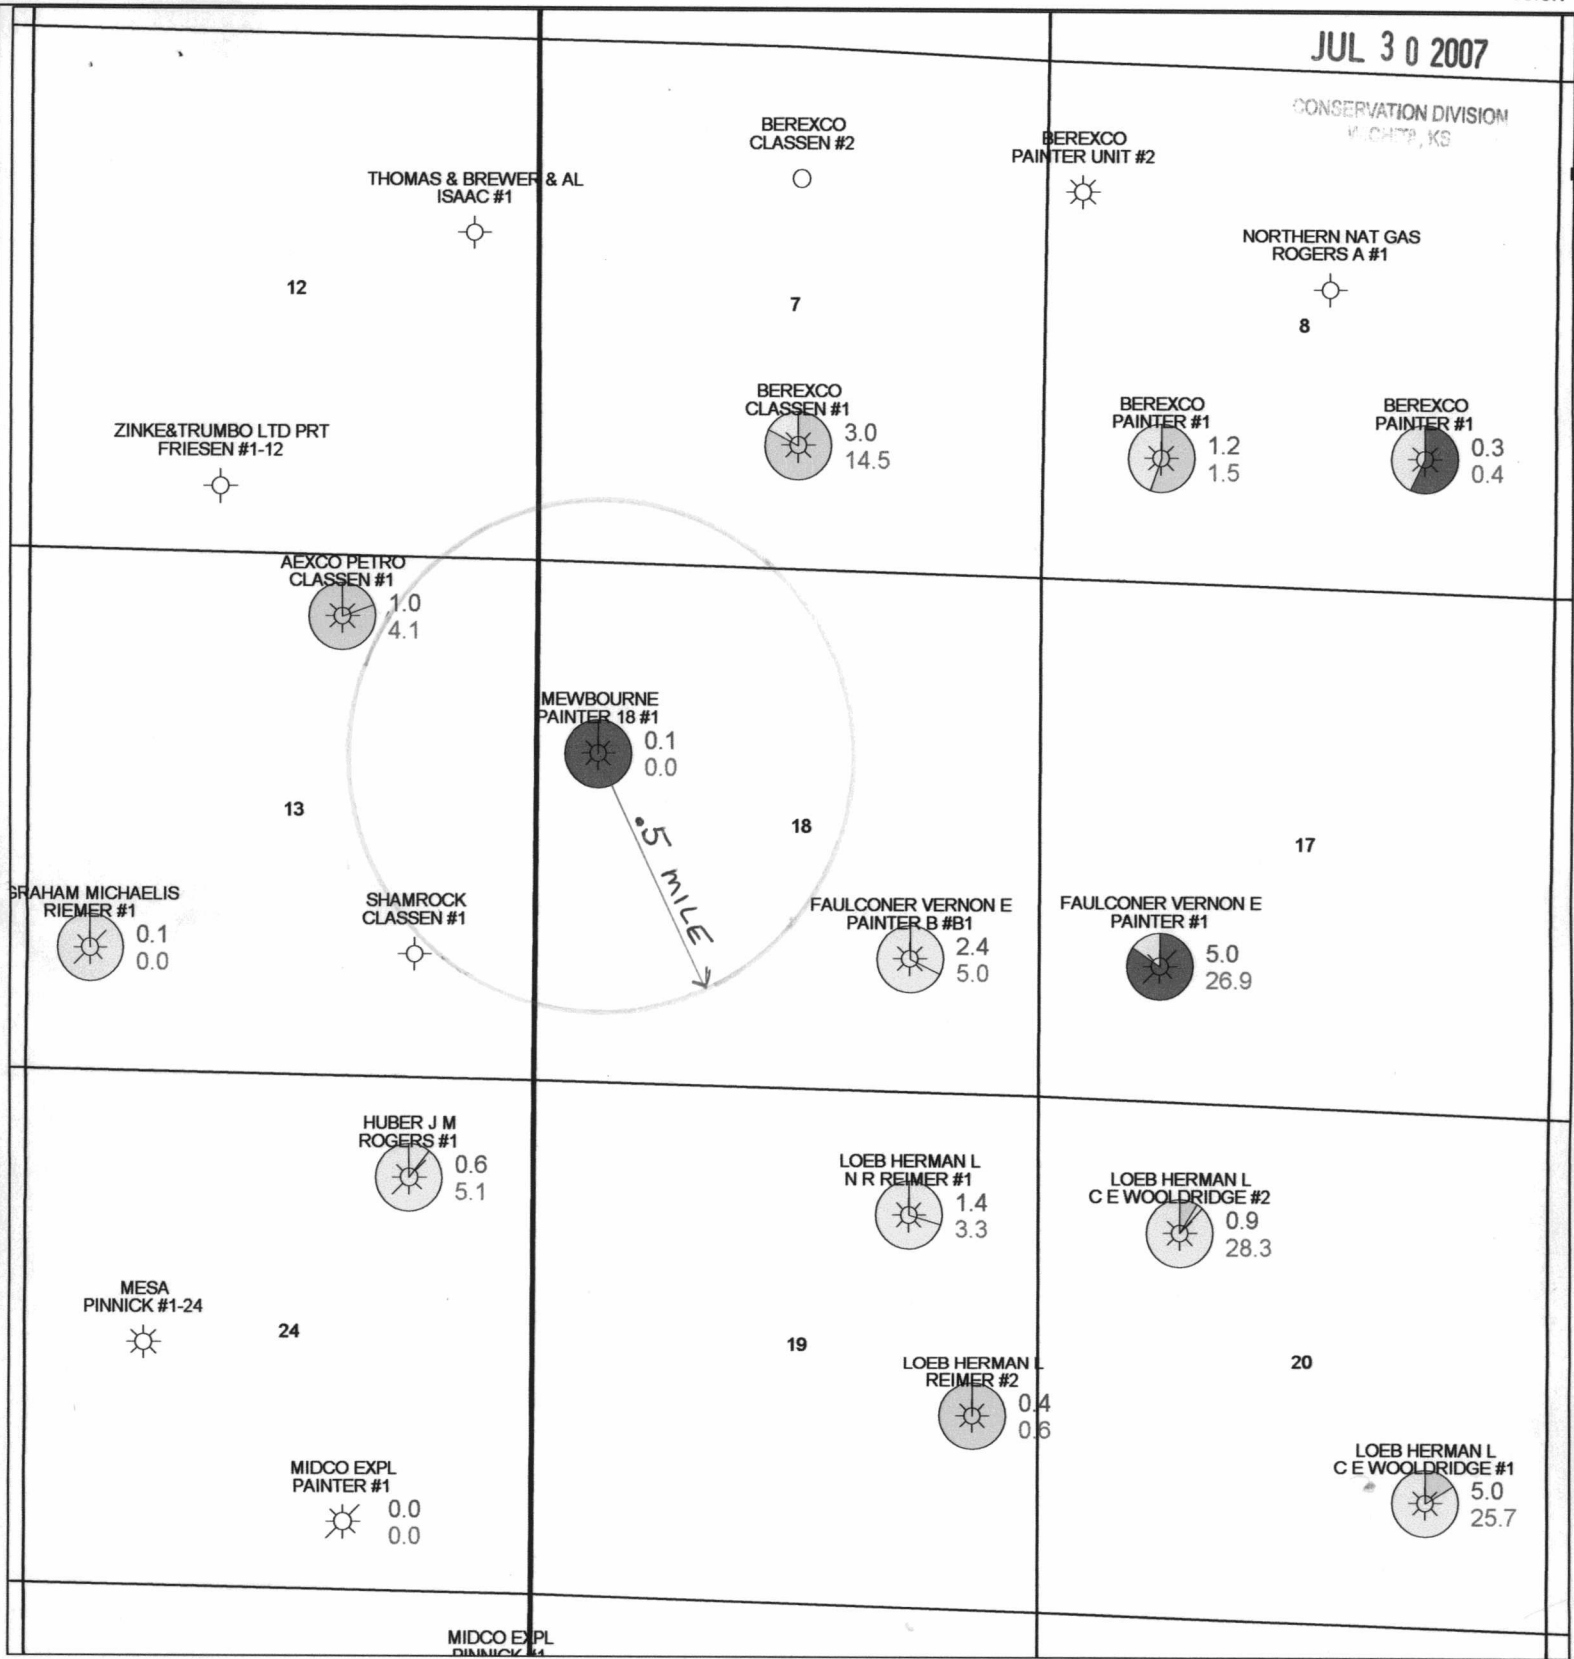 JUL 30 2007
CONSERVATION DIVISION
WICHITA, KS
BEREXCO
CLASSEN #2
BEREXCO
PAINTER UNIT #2
THOMAS & BREWER & AL
ISAAC #1
NORTHERN NAT GAS
ROGERS A #1
12
7
8
BEREXCO
CLASSEN #1
3.0
14.5
BEREXCO
PAINTER #1
1.2
1.5
BEREXCO
PAINTER #1
0.3
0.4
ZINKE&TRUMBO LTD PRT
FRIESEN #1-12
AEXCO PETRO
CLASSEN #1
1.0
4.1
MEWBOURNE
PAINTER 18 #1
0.1
0.0
.5 MILE
13
18
17
GRAHAM MICHAELIS
RIEMER #1
0.1
0.0
SHAMROCK
CLASSEN #1
FAULCONER VERNON E
PAINTER B #B1
2.4
5.0
FAULCONER VERNON E
PAINTER #1
5.0
26.9
HUBER J M
ROGERS #1
0.6
5.1
LOEB HERMAN L
N R REIMER #1
1.4
3.3
LOEB HERMAN L
C E WOOLDRIDGE #2
0.9
28.3
MESA
PINNICK #1-24
24
19
20
LOEB HERMAN L
REIMER #2
0.4
0.6
MIDCO EXPL
PAINTER #1
0.0
0.0
LOEB HERMAN L
C E WOOLDRIDGE #1
5.0
25.7
MIDCO EXPL
PINNICK #1